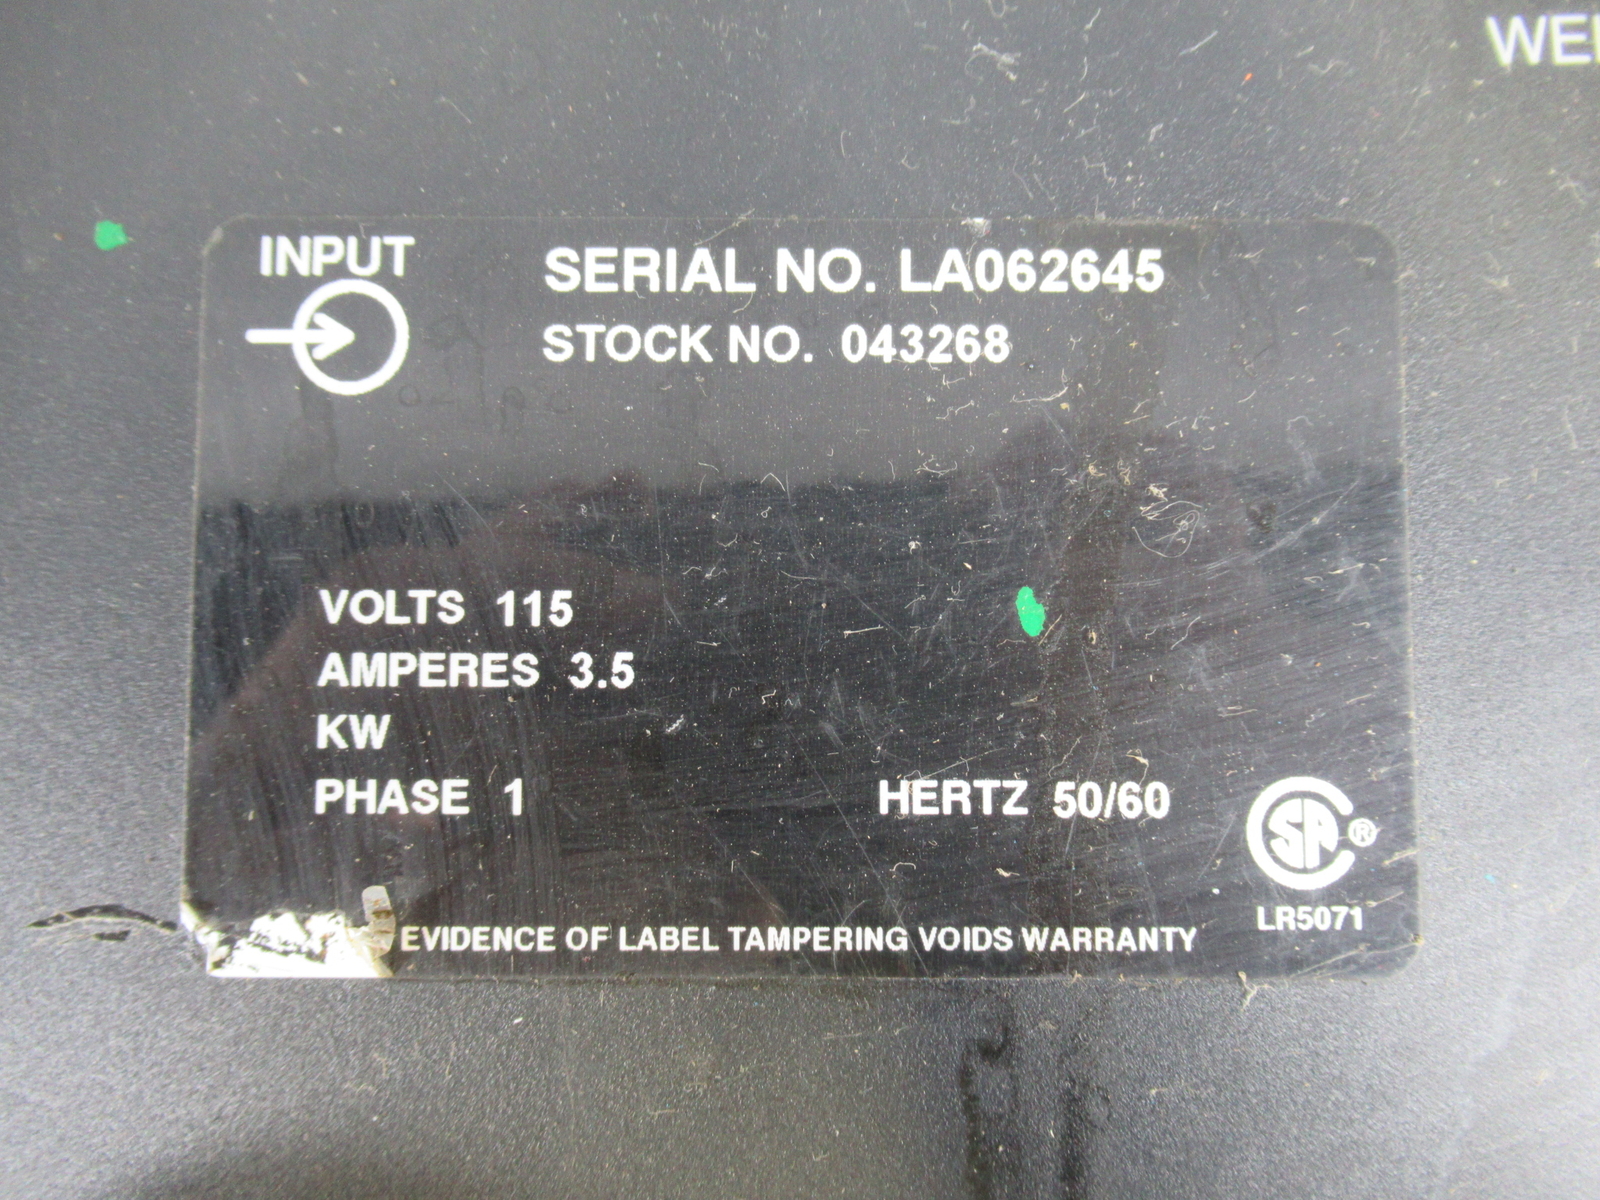 WE
INPUT
SERIAL NO. LA062645
STOCK NO. 043268
VOLTS 115
AMPERES 3.5
KW
PHASE 1
HERTZ 50/60
LR5071
EVIDENCE OF LABEL TAMPERING VOIDS WARRANTY